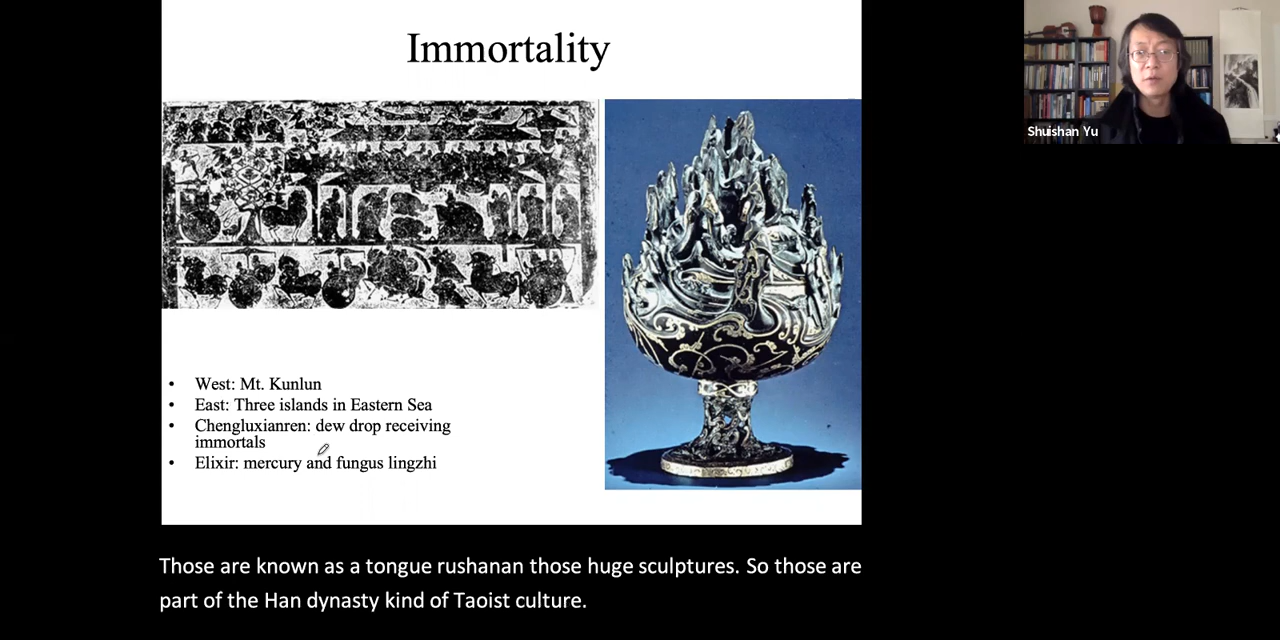 Immortality
Shuishan Yu
• West: Mt. Kunlun
• East: Three islands in Eastern Sea
• Chengluxianren: dew drop receiving
immortals
• Elixir: mercury and fungus lingzhi
Those are known as a tongue rushanan those huge sculptures. So those are
part of the Han dynasty kind of Taoist culture.